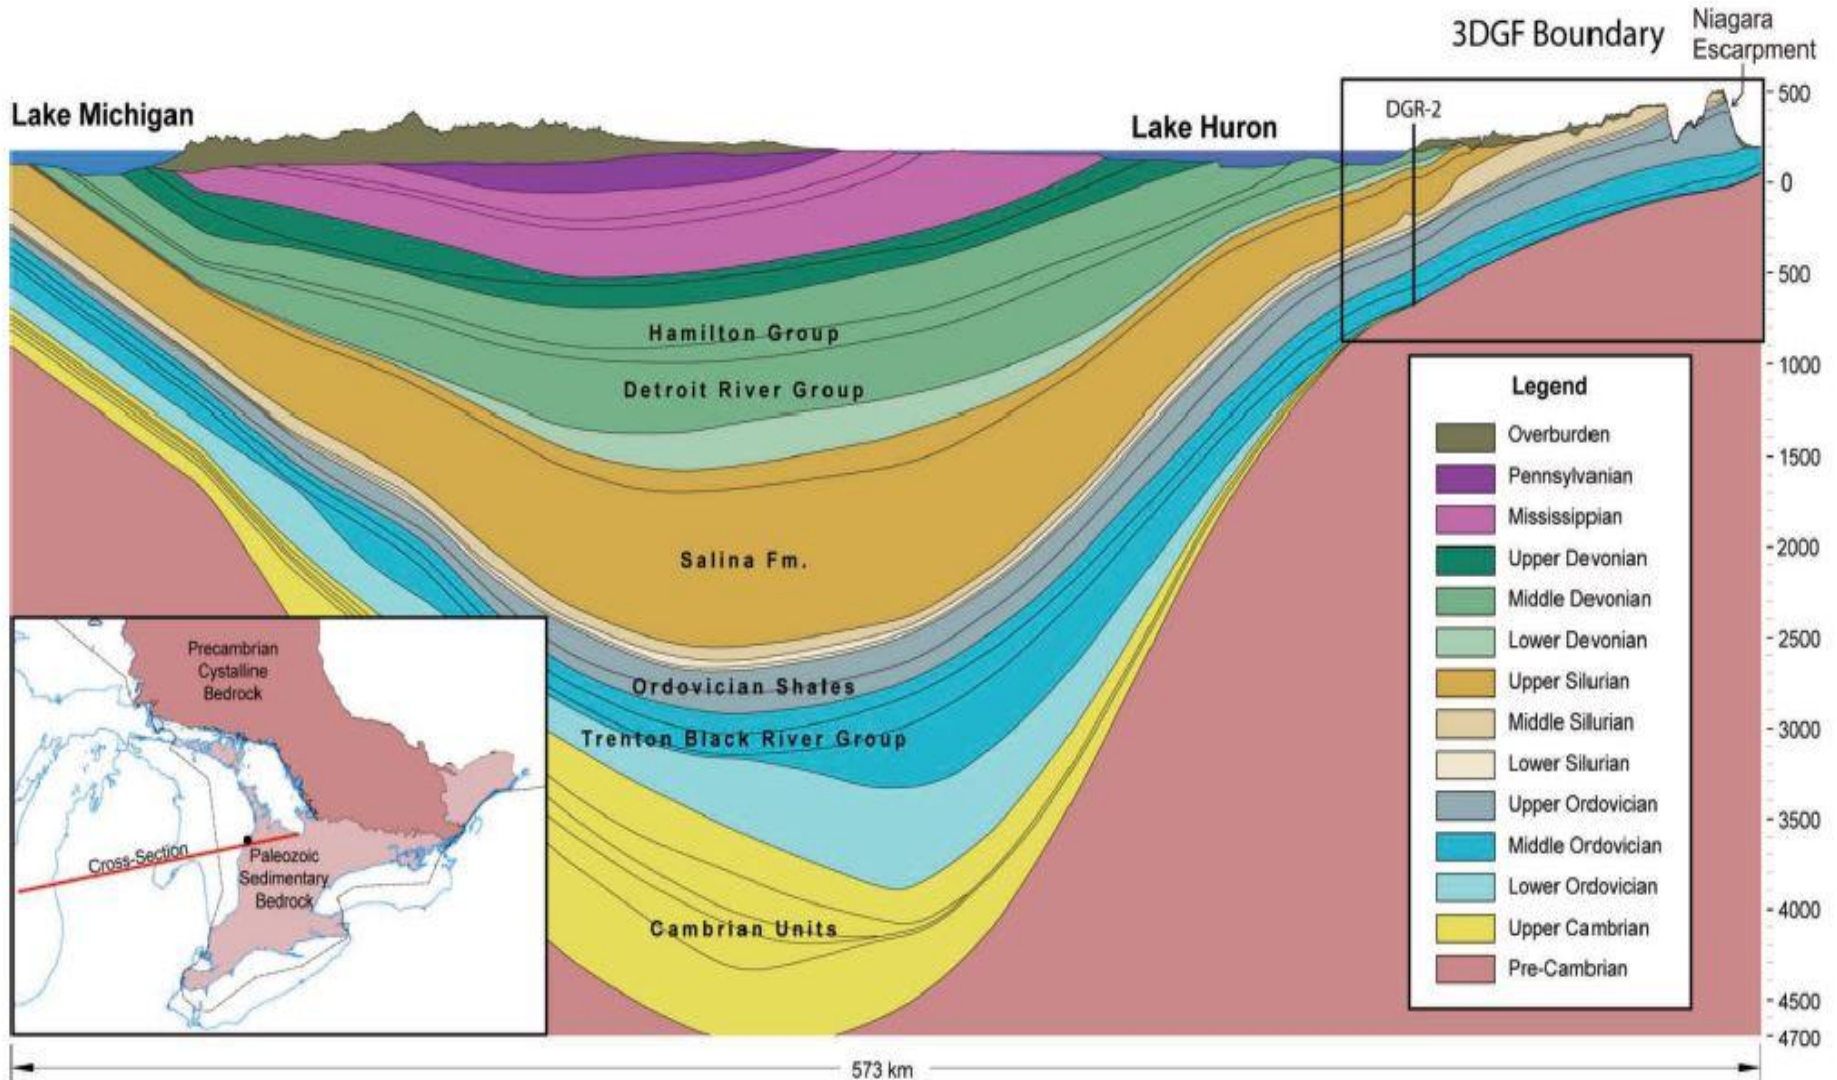 Niagara
Escarpment
3DGF Boundary
Lake Michigan
DGR-2
Lake Huron
500
0
500
1000
1500
2000
2500
3000
3500
4000
4500
4700
Hamilton Group
Detroit River Group
Salina Fm.
Ordovician Shales
Trenton Black River Group
Cambrian Units
Legend
Overburden
Pennsylvanian
Mississippian
Upper Devonian
Middle Devonian
Lower Devonian
Upper Silurian
Middle Sillurian
Lower Silurian
Upper Ordovician
Middle Ordovician
Lower Ordovician
Upper Cambrian
Pre-Cambrian
Precambrian
Cystalline
Bedrock
Cross-Section
Paleozoic
Sedimentary
Bedrock
573 km